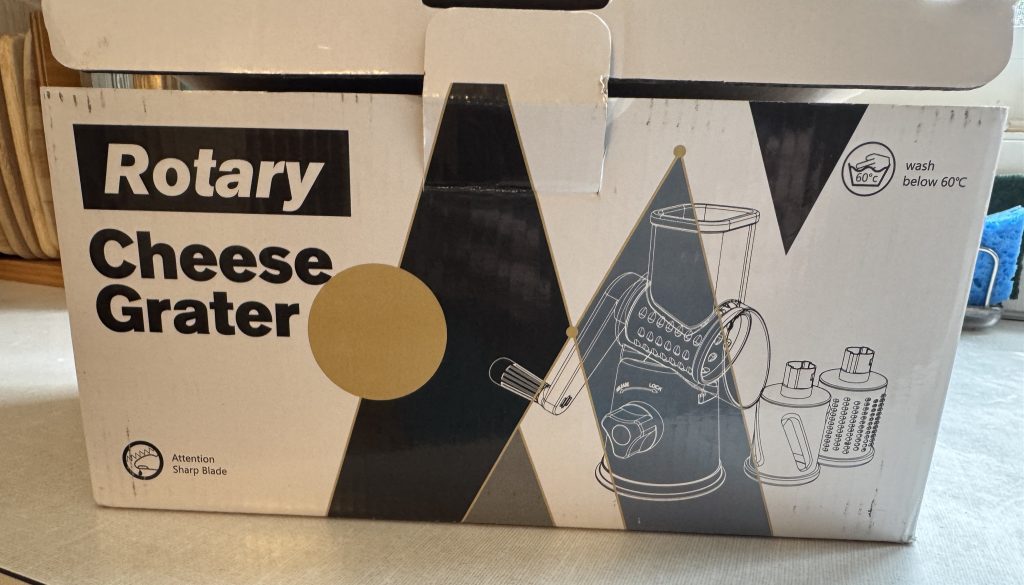 Rotary
Cheese
Grater
60°c
wash
below 60℃
LOCK
Attention
Sharp Blade